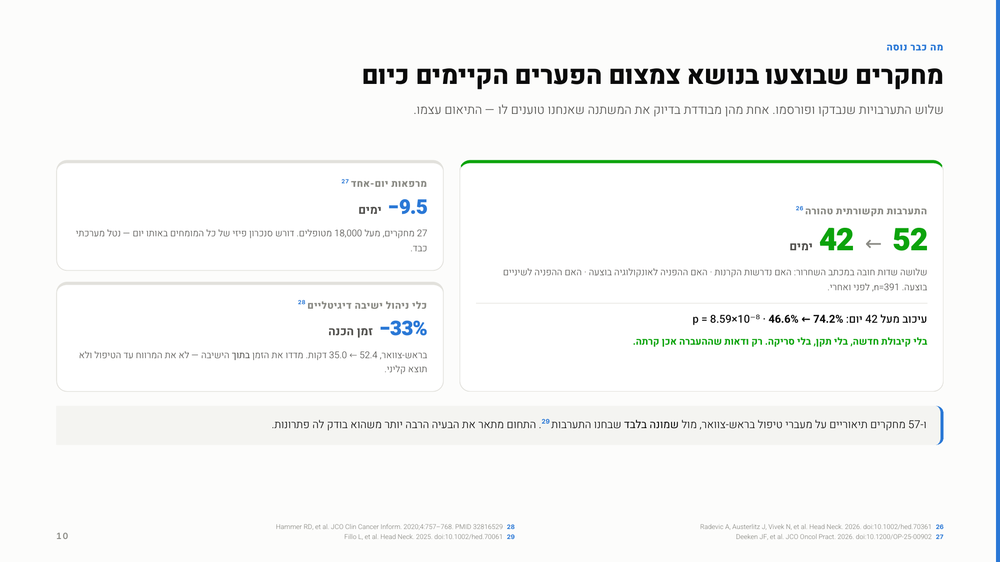 מה כבר נוסה
מחקרים שבוצעו בנושא צמצום הפערים הקיימים כיום
שלוש התערבויות שנבדקו ופורסמו. אחת מהן מבודדת בדיוק את המשתנה שאנחנו טוענים לו — התיאום עצמו.
התערבות תקשורתית טהורה 26
52 ← 42 ימים
שלושה שדות חובה במכתב השחרור: האם נדרשות הקרנות · האם ההפניה לאונקולוגיה בוצעה · האם ההפניה לשיניים
בוצעה. n=391, לפני ואחרי.
עיכוב מעל 42 יום: 74.2% ← 46.6% · p = 8.59×10⁻⁸
בלי קיבולת חדשה, בלי תקן, בלי סריקה. רק ודאות שההעברה אכן קרתה.
מרפאות יום-אחד 27
−9.5 ימים
27 מחקרים, מעל 18,000 מטופלים. דורש סנכרון פיזי של כל המומחים באותו יום — נטל מערכתי
כבד.
כלי ניהול ישיבה דיגיטליים 28
−33% זמן הכנה
בראש-צוואר, 52.4 ← 35.0 דקות. מדדו את הזמן בתוך הישיבה — לא את המרווח עד הטיפול ולא
תוצא קליני.
ו-57 מחקרים תיאוריים על מעברי טיפול בראש-צוואר, מול שמונה בלבד שבחנו התערבות 29. התחום מתאר את הבעיה הרבה יותר משהוא בודק לה פתרונות.
26 Radevic A, Austerlitz J, Vivek N, et al. Head Neck. 2026. doi:10.1002/hed.70361
27 Deeken JF, et al. JCO Oncol Pract. 2026. doi:10.1200/OP-25-00902
28 Hammer RD, et al. JCO Clin Cancer Inform. 2020;4:757–768. PMID 32816529
29 Fillo L, et al. Head Neck. 2025. doi:10.1002/hed.70061
10